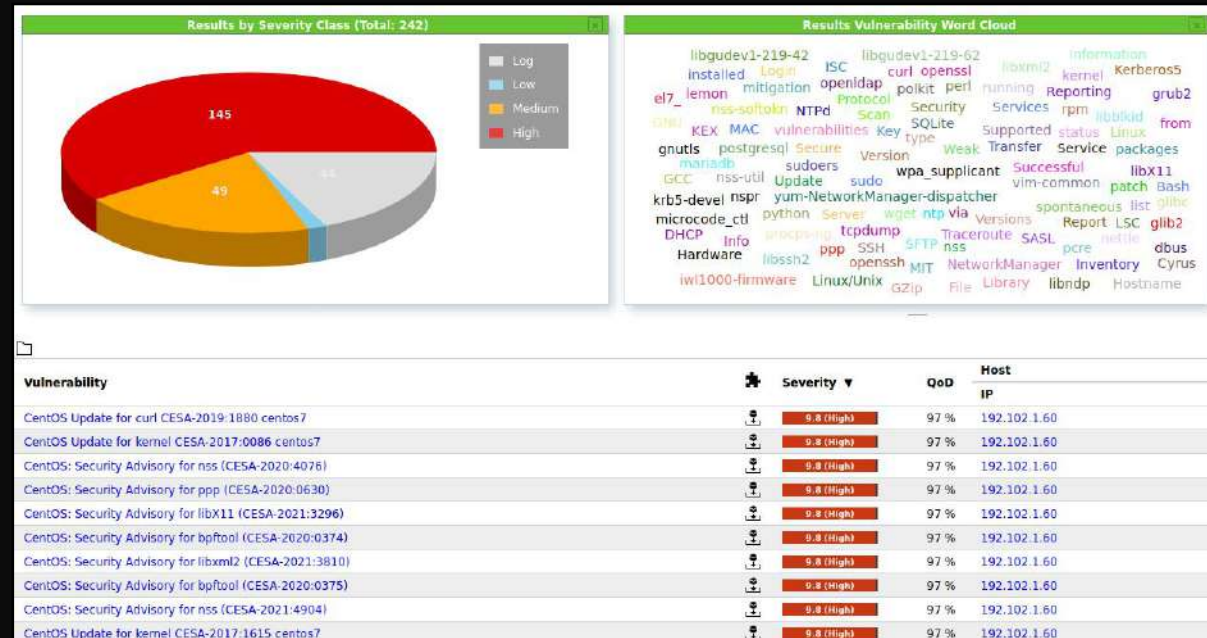 Results by Severity Class (Total: 242)
145
49
44
Log
Low
Medium
High
Results Vulnerability Word Cloud
libgudev1-219-42 libgudev1-219-62 Information
installed Login ISC curl openssl libxml2 kernel Kerberos5
el7_ lemon mitigation openldap polkit perl running Reporting grub2
nss-softokn NTPd Protocol Scan Security Services rpm libblkid
GNU KEX MAC vulnerabilities Key type SQLite Supported status Linux from
gnutls postgresql Secure Version Weak Transfer Service packages
mariadb sudoers wpa_supplicant Successful libX11
GCC nss-util Update sudo vim-common patch Bash
krb5-devel nspr yum-NetworkManager-dispatcher spontaneous list glibc
microcode_ctl python Server wget ntp via Versions Report LSC glib2
DHCP Info procps-ng tcpdump Traceroute SASL nettle
Hardware libssh2 ppp SSH SFTP nss pcre dbus
openssh MIT NetworkManager Inventory Cyrus
iwl1000-firmware Linux/Unix GZip File Library libndp Hostname
Vulnerability Severity ▼ QoD Host
IP
CentOS Update for curl CESA-2019:1880 centos7 9.8 (High) 97 % 192.102.1.60
CentOS Update for kernel CESA-2017:0086 centos7 9.8 (High) 97 % 192.102.1.60
CentOS: Security Advisory for nss (CESA-2020:4076) 9.8 (High) 97 % 192.102.1.60
CentOS: Security Advisory for ppp (CESA-2020:0630) 9.8 (High) 97 % 192.102.1.60
CentOS: Security Advisory for libX11 (CESA-2021:3296) 9.8 (High) 97 % 192.102.1.60
CentOS: Security Advisory for bpftool (CESA-2020:0374) 9.8 (High) 97 % 192.102.1.60
CentOS: Security Advisory for libxml2 (CESA-2021:3810) 9.8 (High) 97 % 192.102.1.60
CentOS: Security Advisory for bpftool (CESA-2020:0375) 9.8 (High) 97 % 192.102.1.60
CentOS: Security Advisory for nss (CESA-2021:4904) 9.8 (High) 97 % 192.102.1.60
CentOS Update for kernel CESA-2017:1615 centos7 9.8 (High) 97 % 192.102.1.60